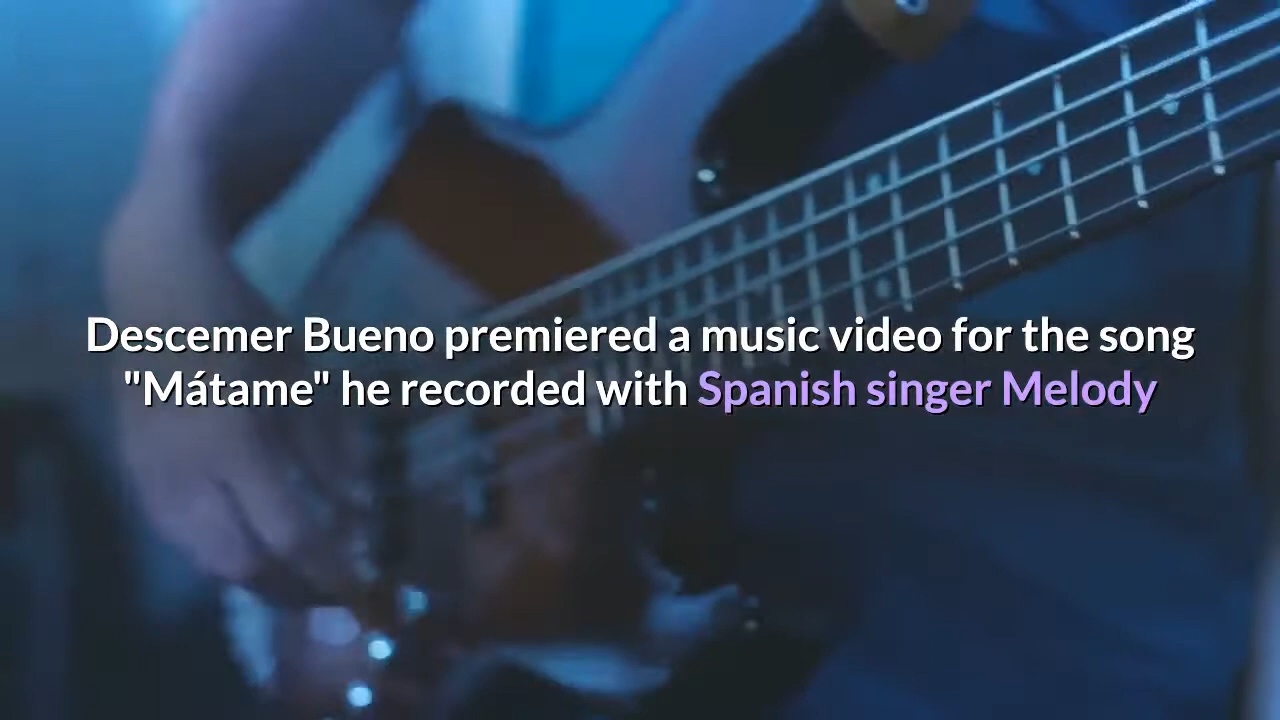 Descemer Bueno premiered a music video for the song
"Mátame" he recorded with Spanish singer Melody